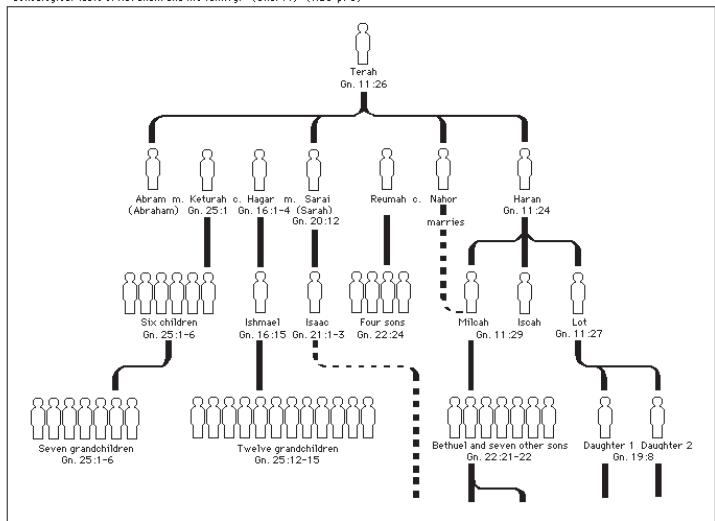 Terah
Gn. 11:26
Abram m. Keturah c. Hagar m. Sarai Reumah c. Nahor Haran
(Abraham) Gn. 25:1 Gn. 16:1-4 (Sarah) Gn. 11:24
Gn. 20:12
marries
Six children Ishmael Isaac Four sons Milcah Iscah Lot
Gn. 25:1-6 Gn. 16:15 Gn. 21:1-3 Gn. 22:24 Gn. 11:29 Gn. 11:27
Seven grandchildren Twelve grandchildren Bethuel and seven other sons Daughter 1 Daughter 2
Gn. 25:1-6 Gn. 25:12-15 Gn. 22:21-22 Gn. 19:8